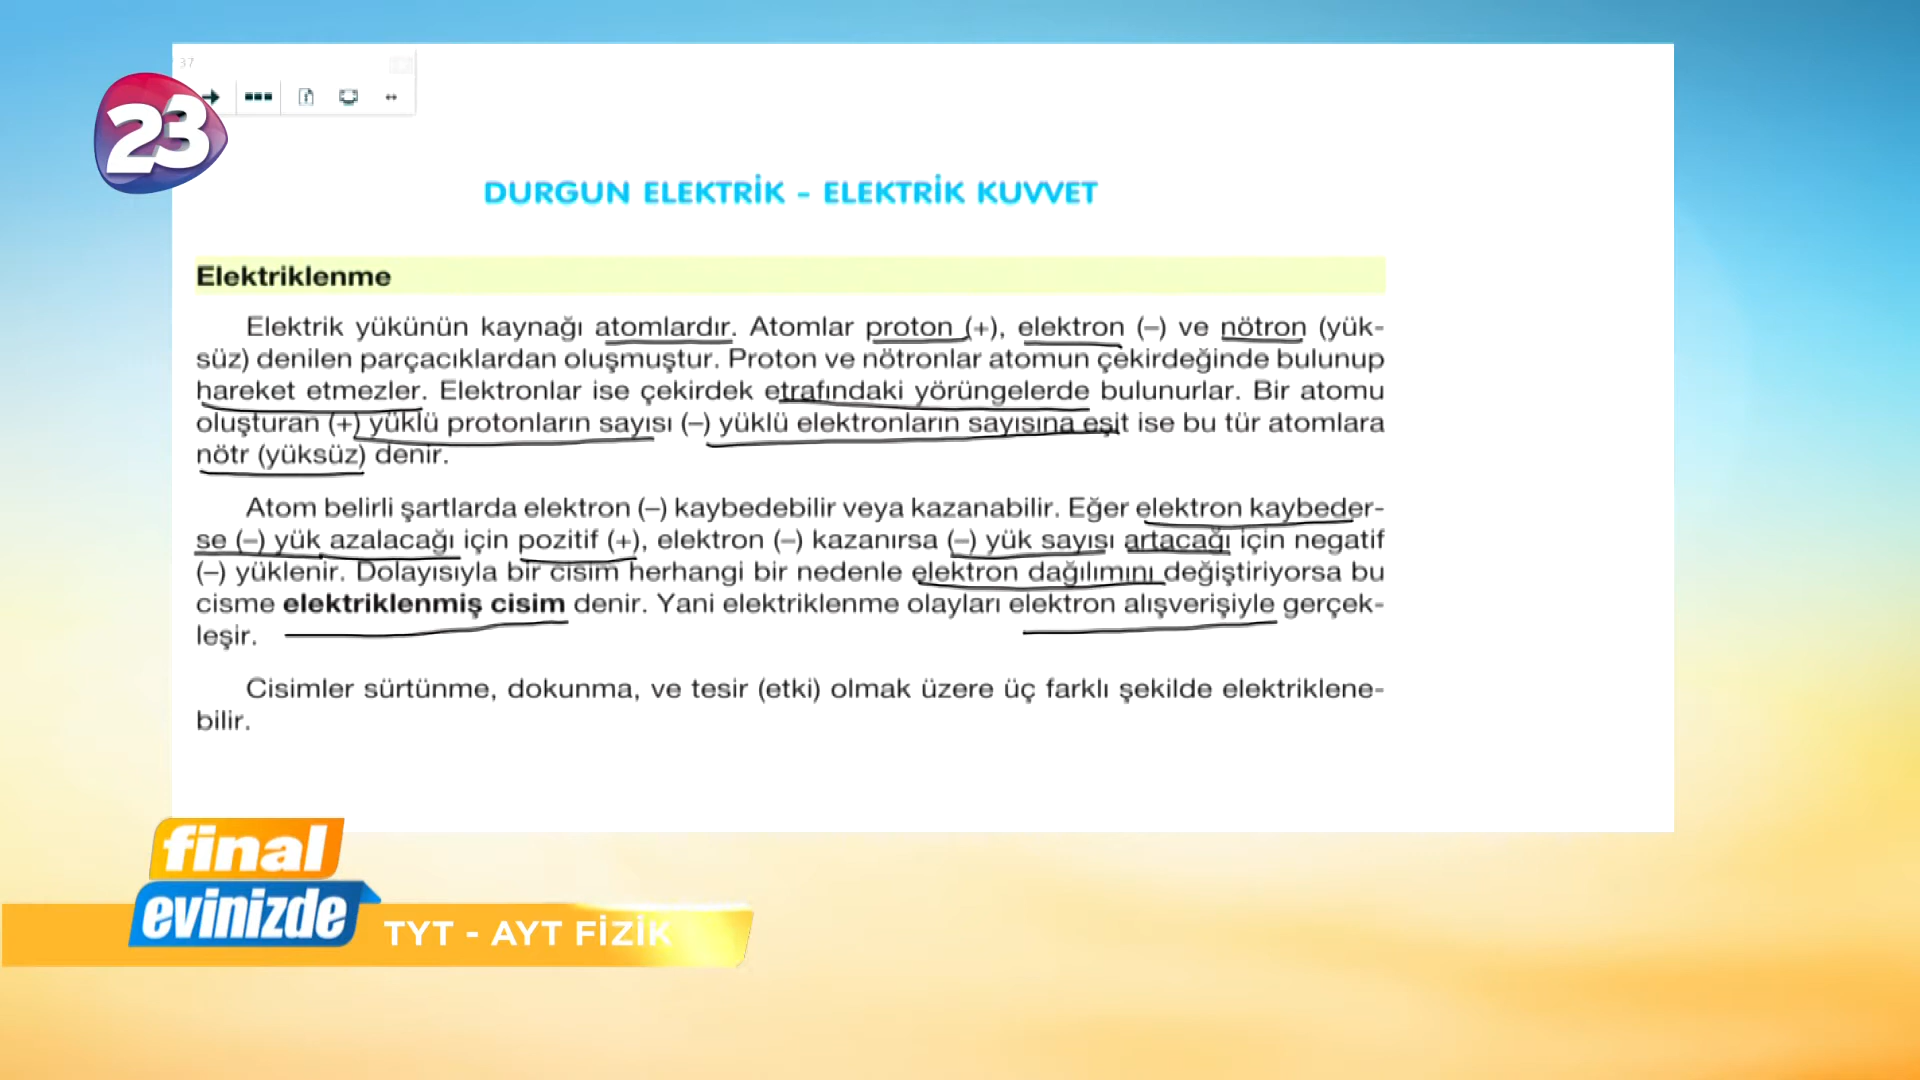 37
23
DURGUN ELEKTRİK - ELEKTRİK KUVVET
Elektriklenme
Elektrik yükünün kaynağı atomlardır. Atomlar proton (+), elektron (–) ve nötron (yük-
süz) denilen parçacıklardan oluşmuştur. Proton ve nötronlar atomun çekirdeğinde bulunup
hareket etmezler. Elektronlar ise çekirdek etrafındaki yörüngelerde bulunurlar. Bir atomu
oluşturan (+) yüklü protonların sayısı (–) yüklü elektronların sayısına eşit ise bu tür atomlara
nötr (yüksüz) denir.
Atom belirli şartlarda elektron (–) kaybedebilir veya kazanabilir. Eğer elektron kaybeder-
se (–) yük azalacağı için pozitif (+), elektron (–) kazanırsa (–) yük sayısı artacağı için negatif
(–) yüklenir. Dolayısıyla bir cisim herhangi bir nedenle elektron dağılımını değiştiriyorsa bu
cisme elektriklenmiş cisim denir. Yani elektriklenme olayları elektron alışverişiyle gerçek-
leşir.
Cisimler sürtünme, dokunma, ve tesir (etki) olmak üzere üç farklı şekilde elektriklene-
bilir.
final
evinizde
TYT - AYT FİZİK